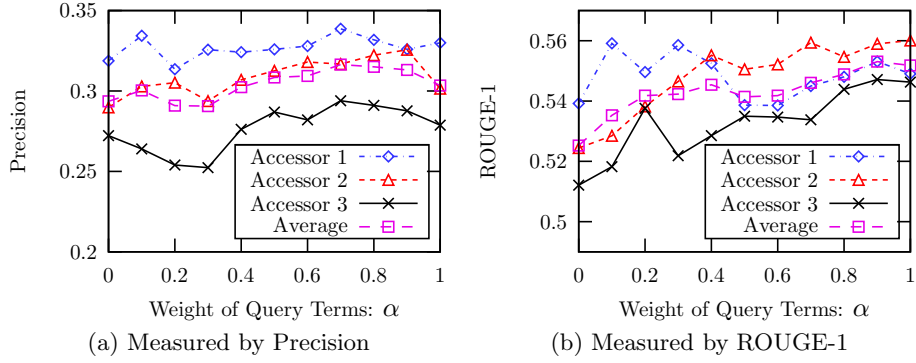 0.35
0.3
0.25
0.2
Precision
Accessor 1
Accessor 2
Accessor 3
Average
0 0.2 0.4 0.6 0.8 1
Weight of Query Terms: α
(a) Measured by Precision
0.56
0.54
0.52
0.5
ROUGE-1
Accessor 1
Accessor 2
Accessor 3
Average
0 0.2 0.4 0.6 0.8 1
Weight of Query Terms: α
(b) Measured by ROUGE-1